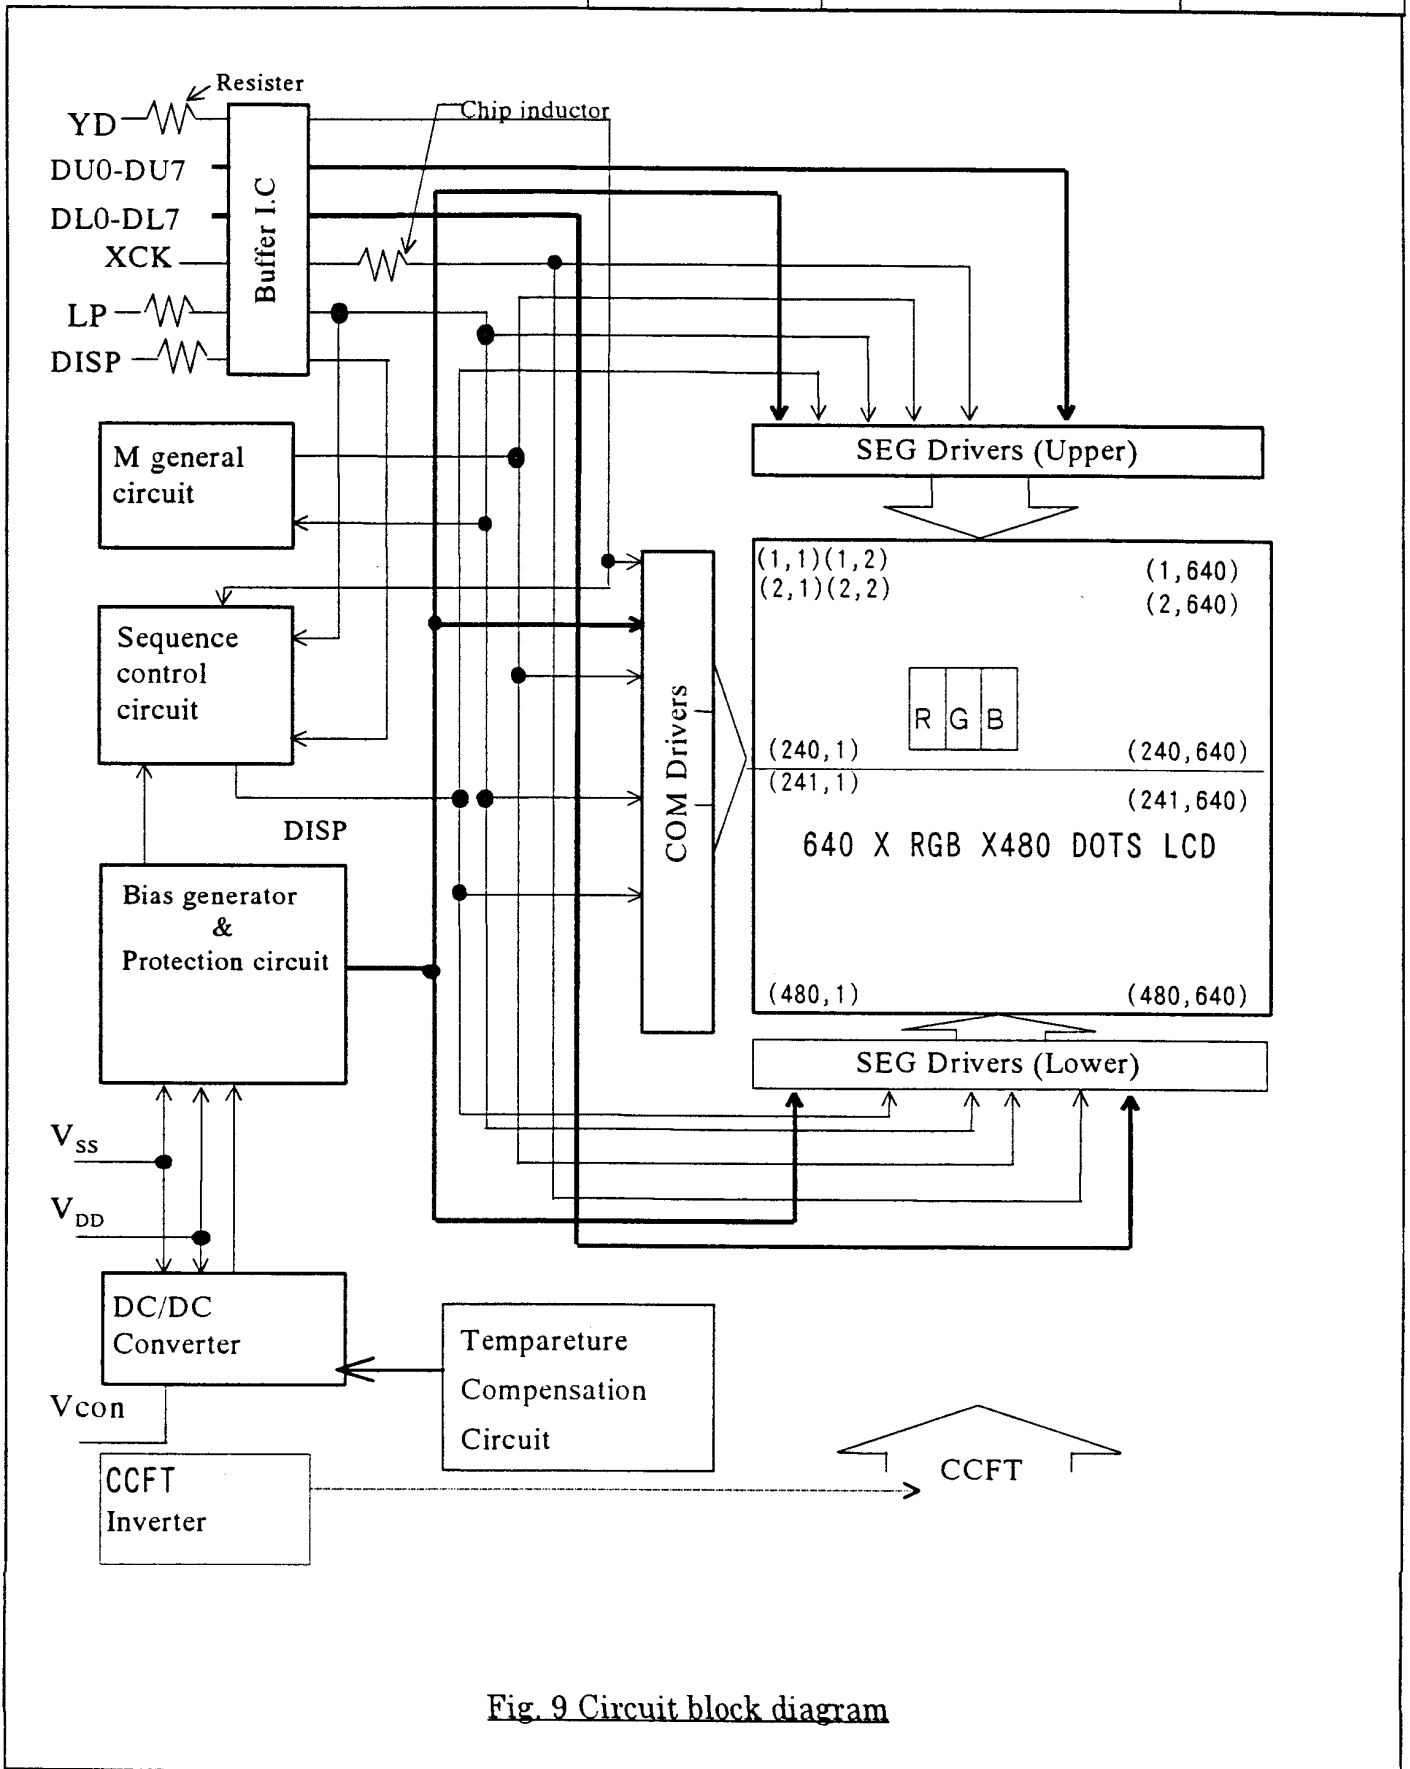 Resister
Chip inductor
YD
DU0-DU7
DL0-DL7
XCK
LP
DISP
Buffer I.C
SEG Drivers (Upper)
M general
circuit
(1,1)(1,2)
(1,640)
(2,1)(2,2)
(2,640)
Sequence
control
circuit
R G B
COM Drivers
(240,1)
(240,640)
(241,1)
(241,640)
DISP
640 X RGB X480 DOTS LCD
Bias generator
&
Protection circuit
(480,1)
(480,640)
SEG Drivers (Lower)
VSS
VDD
DC/DC
Converter
Tempareture
Compensation
Circuit
Vcon
CCFT
Inverter
CCFT
Fig. 9 Circuit block diagram